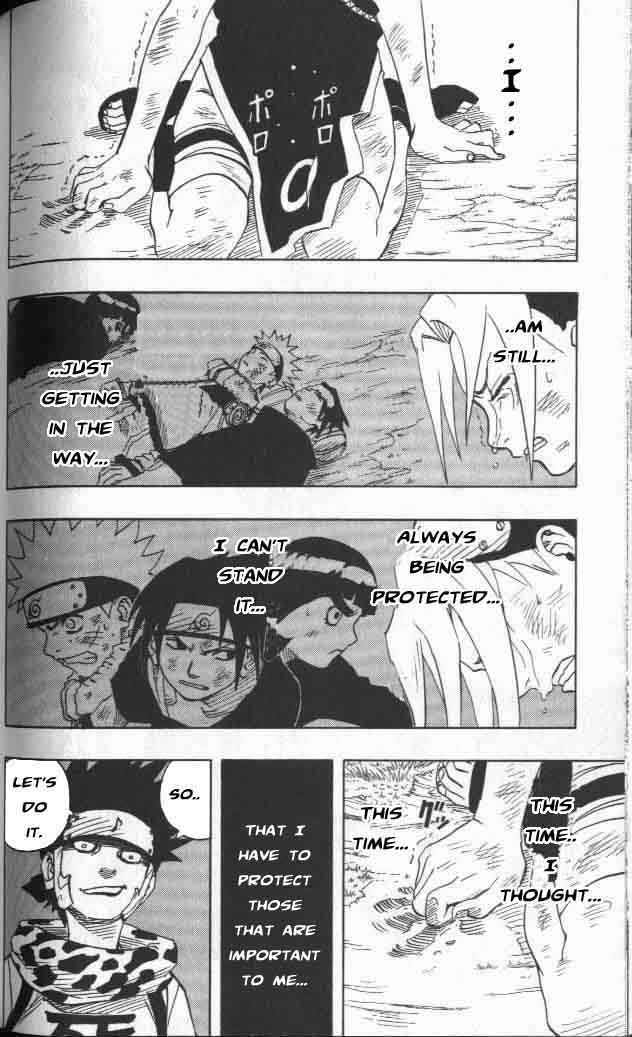 ...
I
....
ポロ
ポロ
..AM
STILL...
..JUST
GETTING
IN THE
WAY...
ALWAYS
BEING
PROTECTED...
I CAN'T
STAND
IT...
THIS
TIME..
I
THOUGHT...
グッ
THIS
TIME...
THAT I
HAVE TO
PROTECT
THOSE
THAT ARE
IMPORTANT
TO ME...
SO..
LET'S
DO
IT.